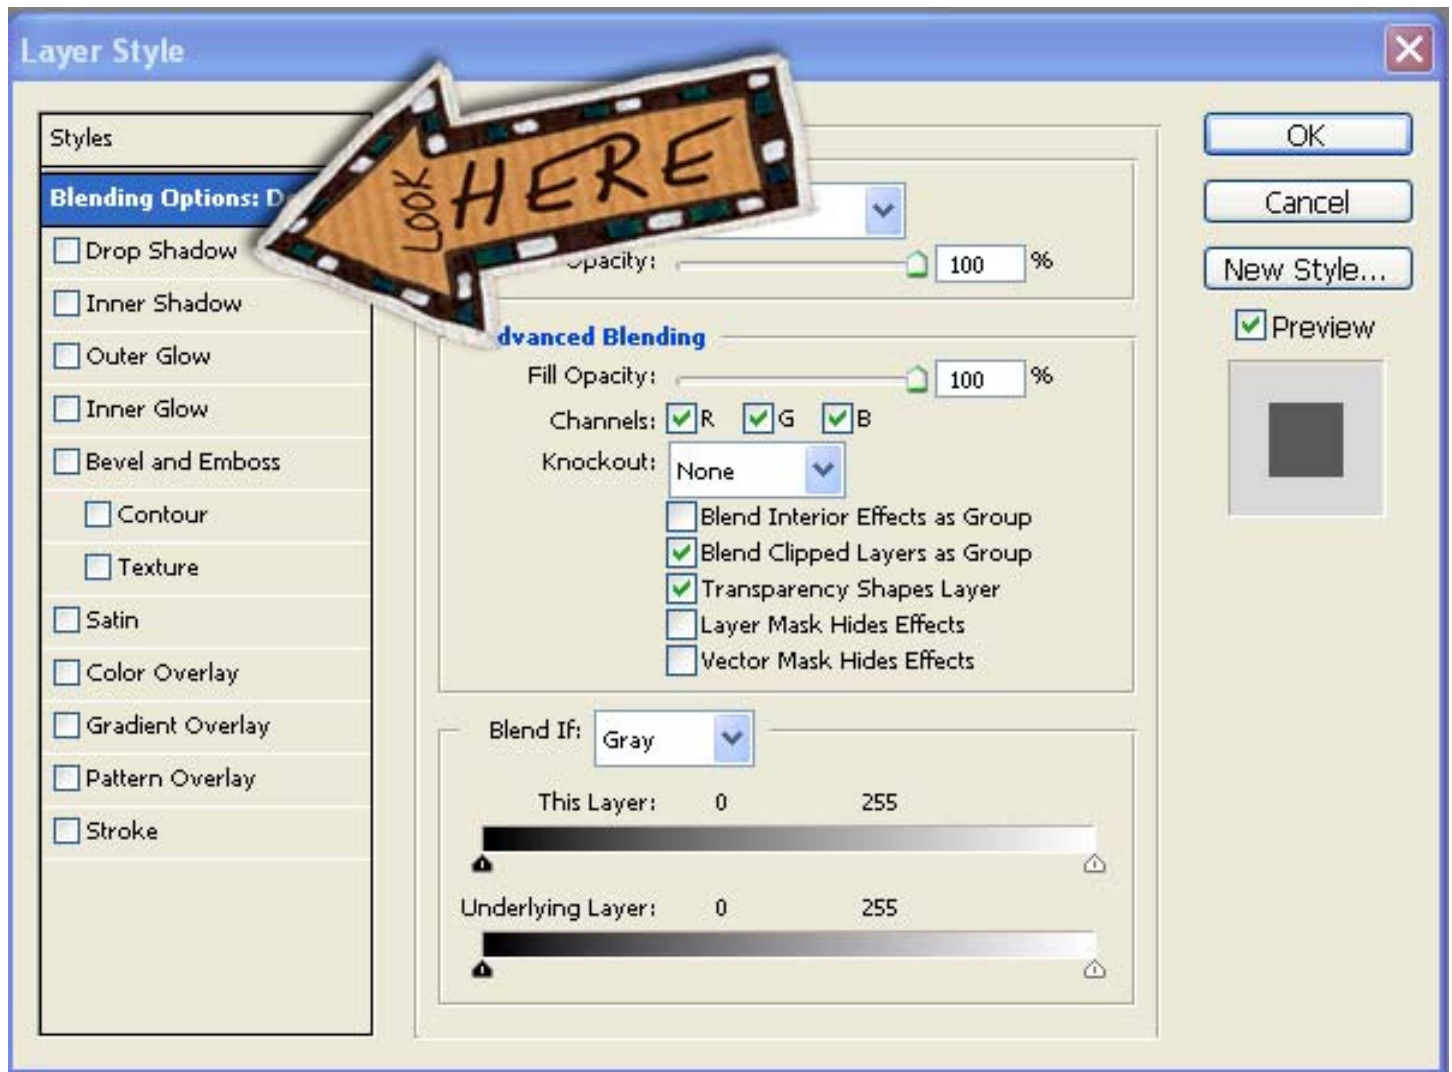 Layer Style
Styles
Blending Options:
Drop Shadow
Inner Shadow
Outer Glow
Inner Glow
Bevel and Emboss
Contour
Texture
Satin
Color Overlay
Gradient Overlay
Pattern Overlay
Stroke
LOOK
HERE
Opacity: 100 %
Advanced Blending
Fill Opacity: 100 %
Channels: R G B
Knockout: None
Blend Interior Effects as Group
Blend Clipped Layers as Group
Transparency Shapes Layer
Layer Mask Hides Effects
Vector Mask Hides Effects
Blend If: Gray
This Layer: 0 255
Underlying Layer: 0 255
OK
Cancel
New Style...
Preview